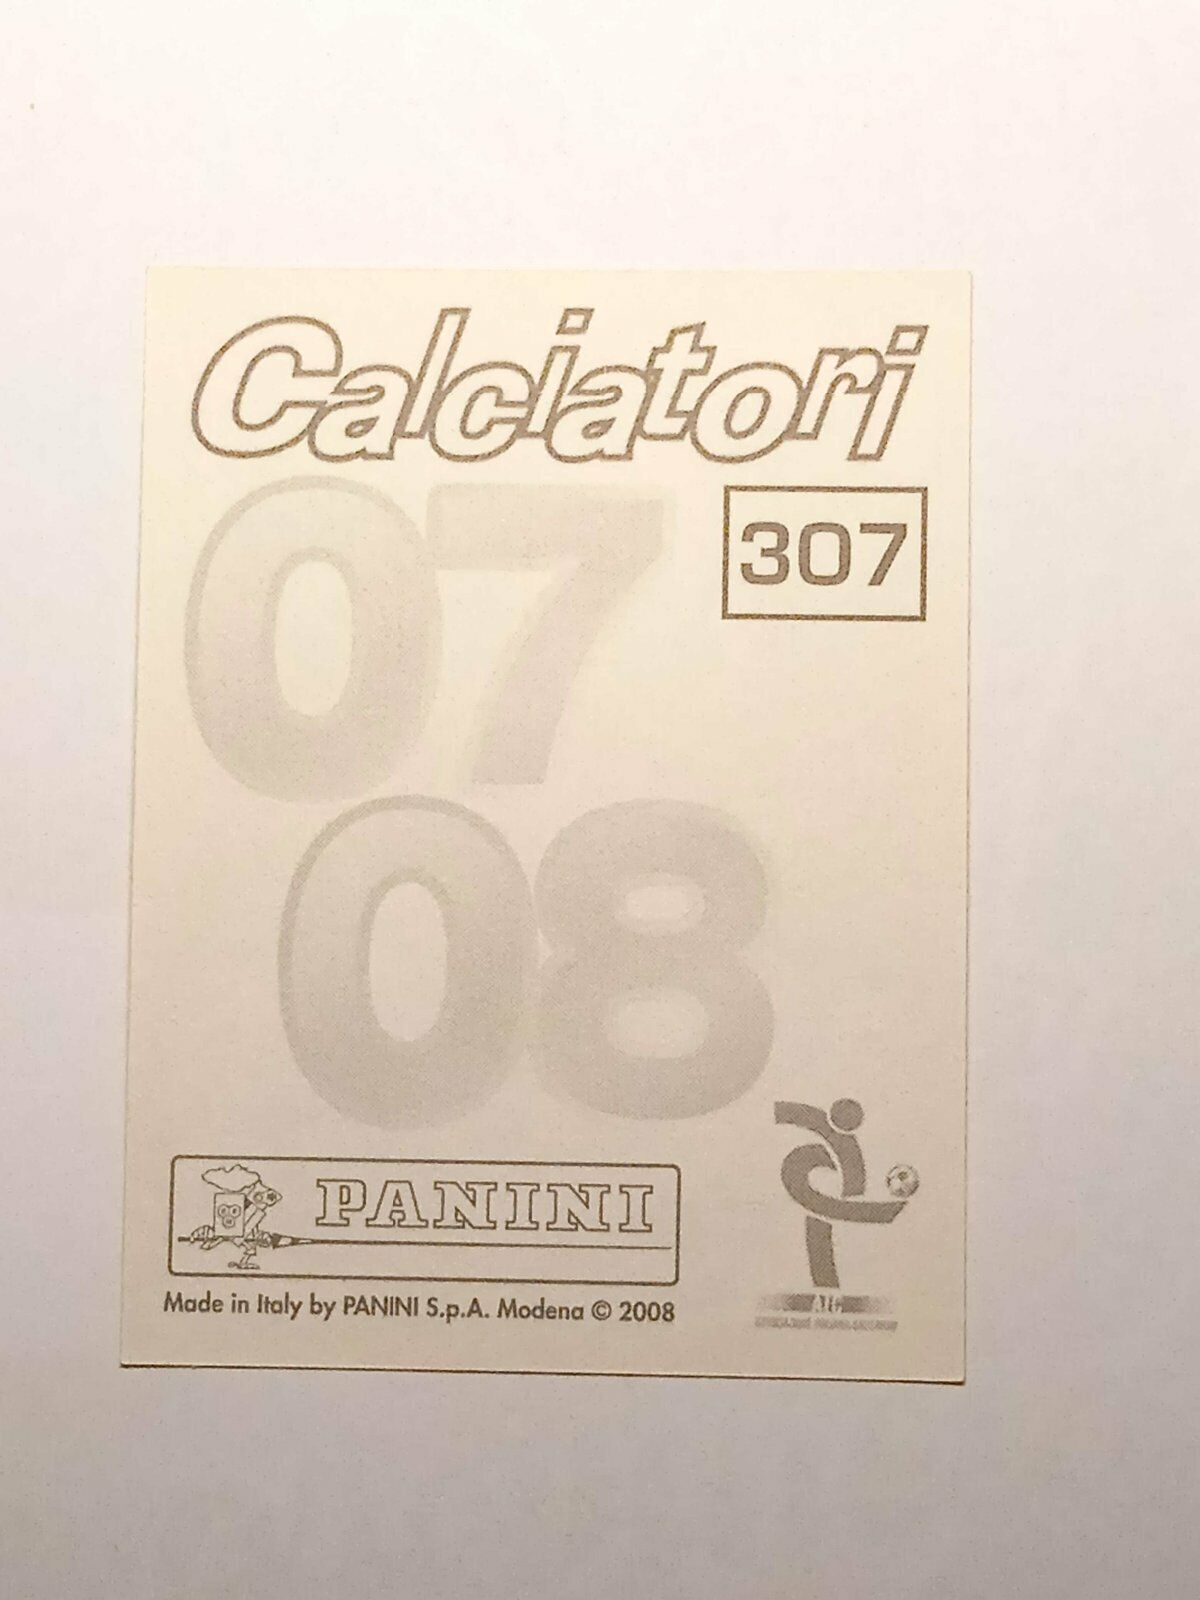 Calciatori
07
307
08
PANINI
Made in Italy by PANINI S.p.A. Modena © 2008